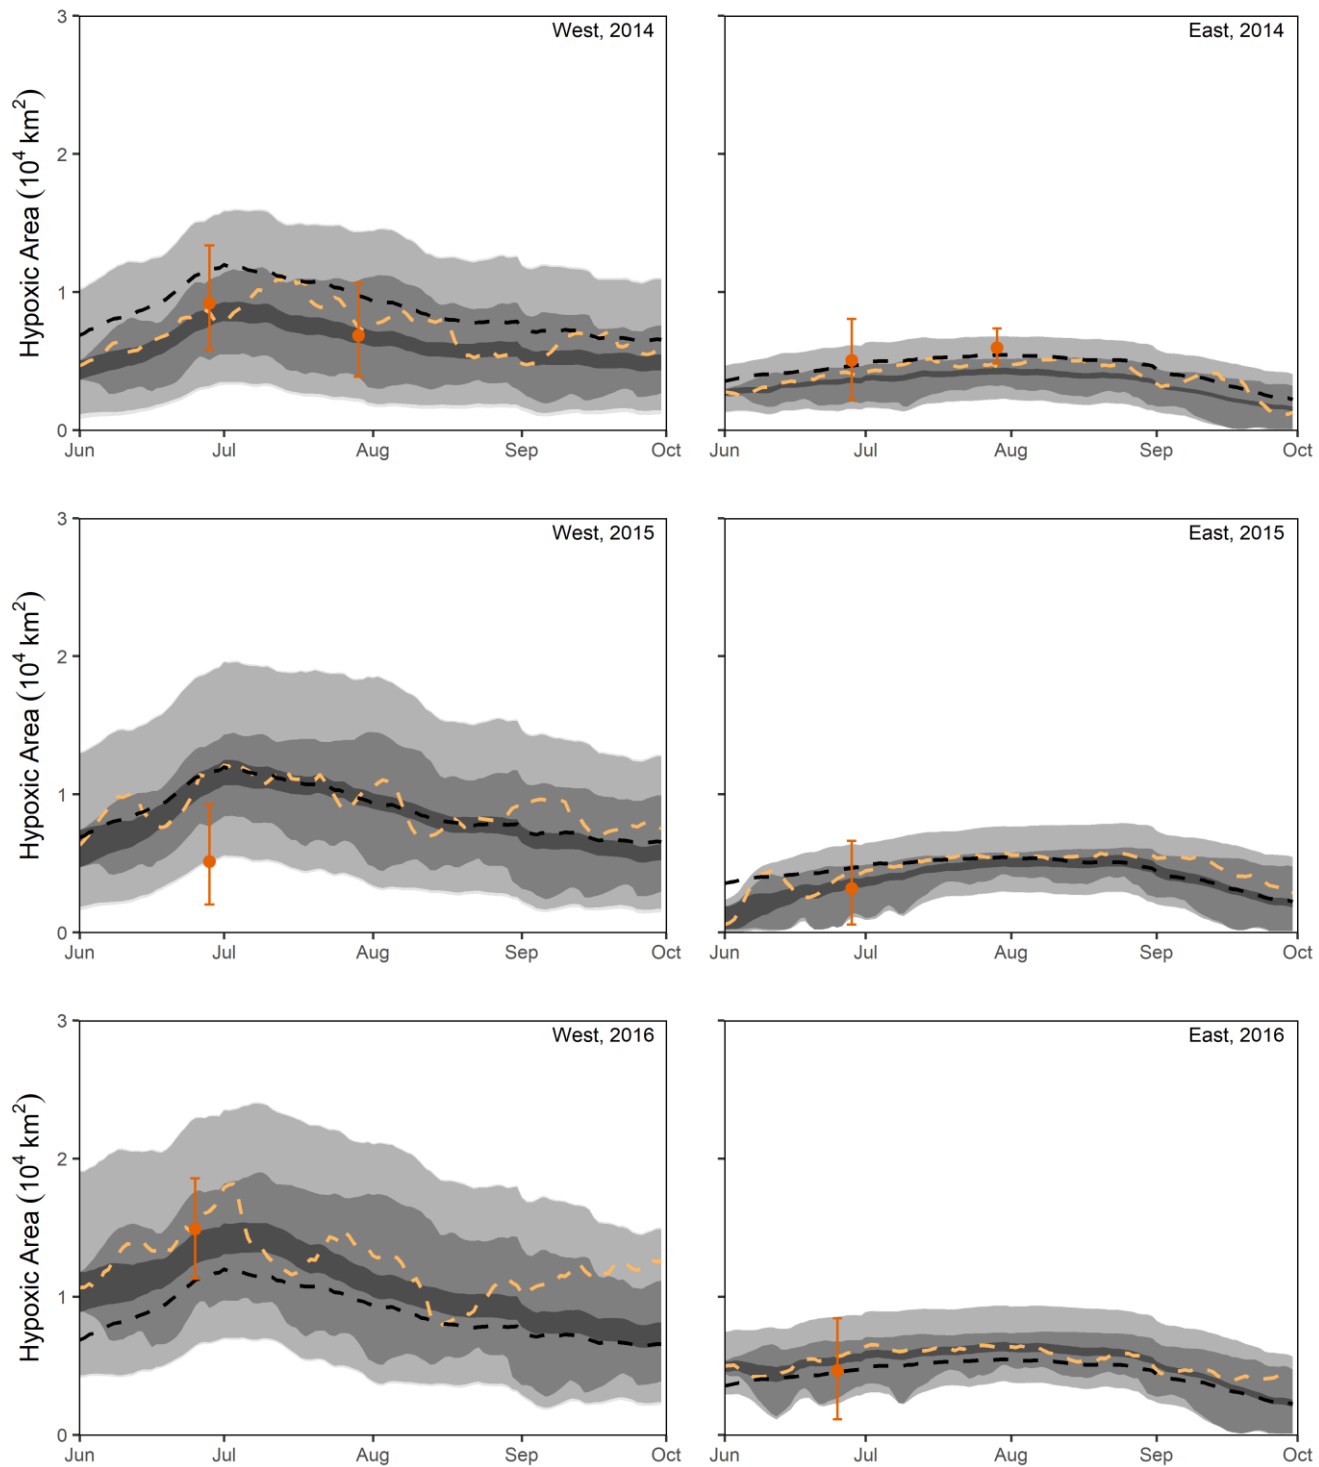 West, 2014
East, 2014
Hypoxic Area (10⁴ km²)
3
2
1
0
Jun Jul Aug Sep Oct
Jun Jul Aug Sep Oct
West, 2015
East, 2015
Hypoxic Area (10⁴ km²)
3
2
1
0
Jun Jul Aug Sep Oct
Jun Jul Aug Sep Oct
West, 2016
East, 2016
Hypoxic Area (10⁴ km²)
3
2
1
0
Jun Jul Aug Sep Oct
Jun Jul Aug Sep Oct